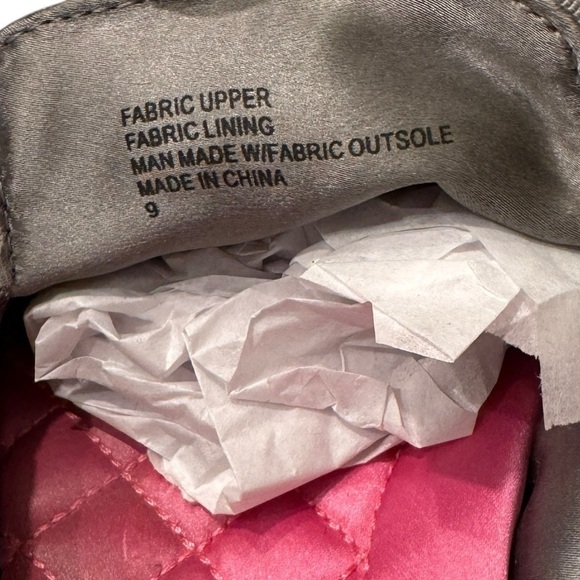 FABRIC UPPER
FABRIC LINING
MAN MADE W/FABRIC OUTSOLE
MADE IN CHINA
9